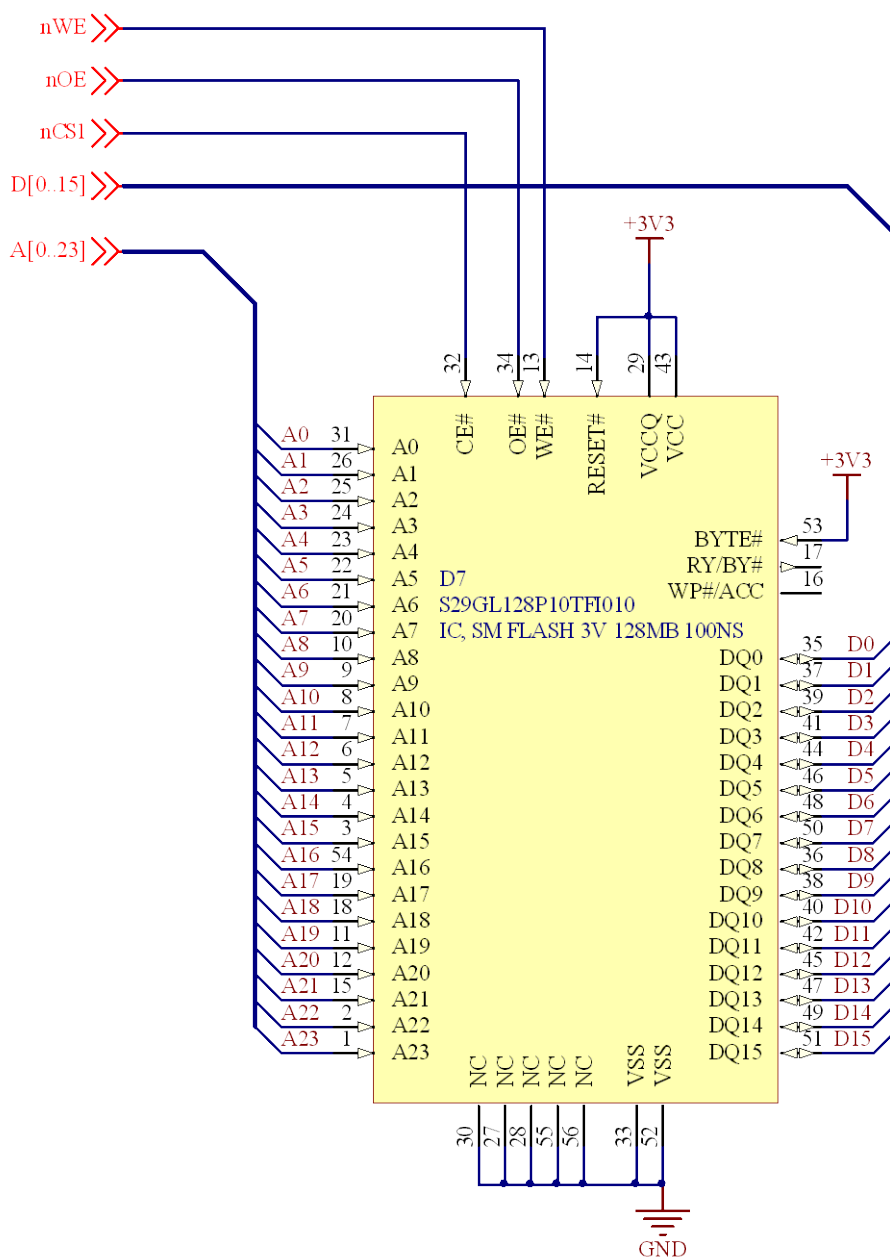 nWE
nOE
nCS1
D[0..15]
A[0..23]
+3V3
32 34 13 14 29 43
CE# OE# WE# RESET# VCCQ VCC
A0 31 A0
A1 26 A1
A2 25 A2
A3 24 A3
A4 23 A4
A5 22 A5
A6 21 A6
A7 20 A7
A8 10 A8
A9 9 A9
A10 8 A10
A11 7 A11
A12 6 A12
A13 5 A13
A14 4 A14
A15 3 A15
A16 54 A16
A17 19 A17
A18 18 A18
A19 11 A19
A20 12 A20
A21 15 A21
A22 2 A22
A23 1 A23
D7
S29GL128P10TFI010
IC, SM FLASH 3V 128MB 100NS
+3V3
BYTE# 53
RY/BY# 17
WP#/ACC 16
DQ0 35 D0
DQ1 37 D1
DQ2 39 D2
DQ3 41 D3
DQ4 44 D4
DQ5 46 D5
DQ6 48 D6
DQ7 50 D7
DQ8 36 D8
DQ9 38 D9
DQ10 40 D10
DQ11 42 D11
DQ12 45 D12
DQ13 47 D13
DQ14 49 D14
DQ15 51 D15
NC NC NC NC NC VSS VSS
30 27 28 55 56 33 52
GND